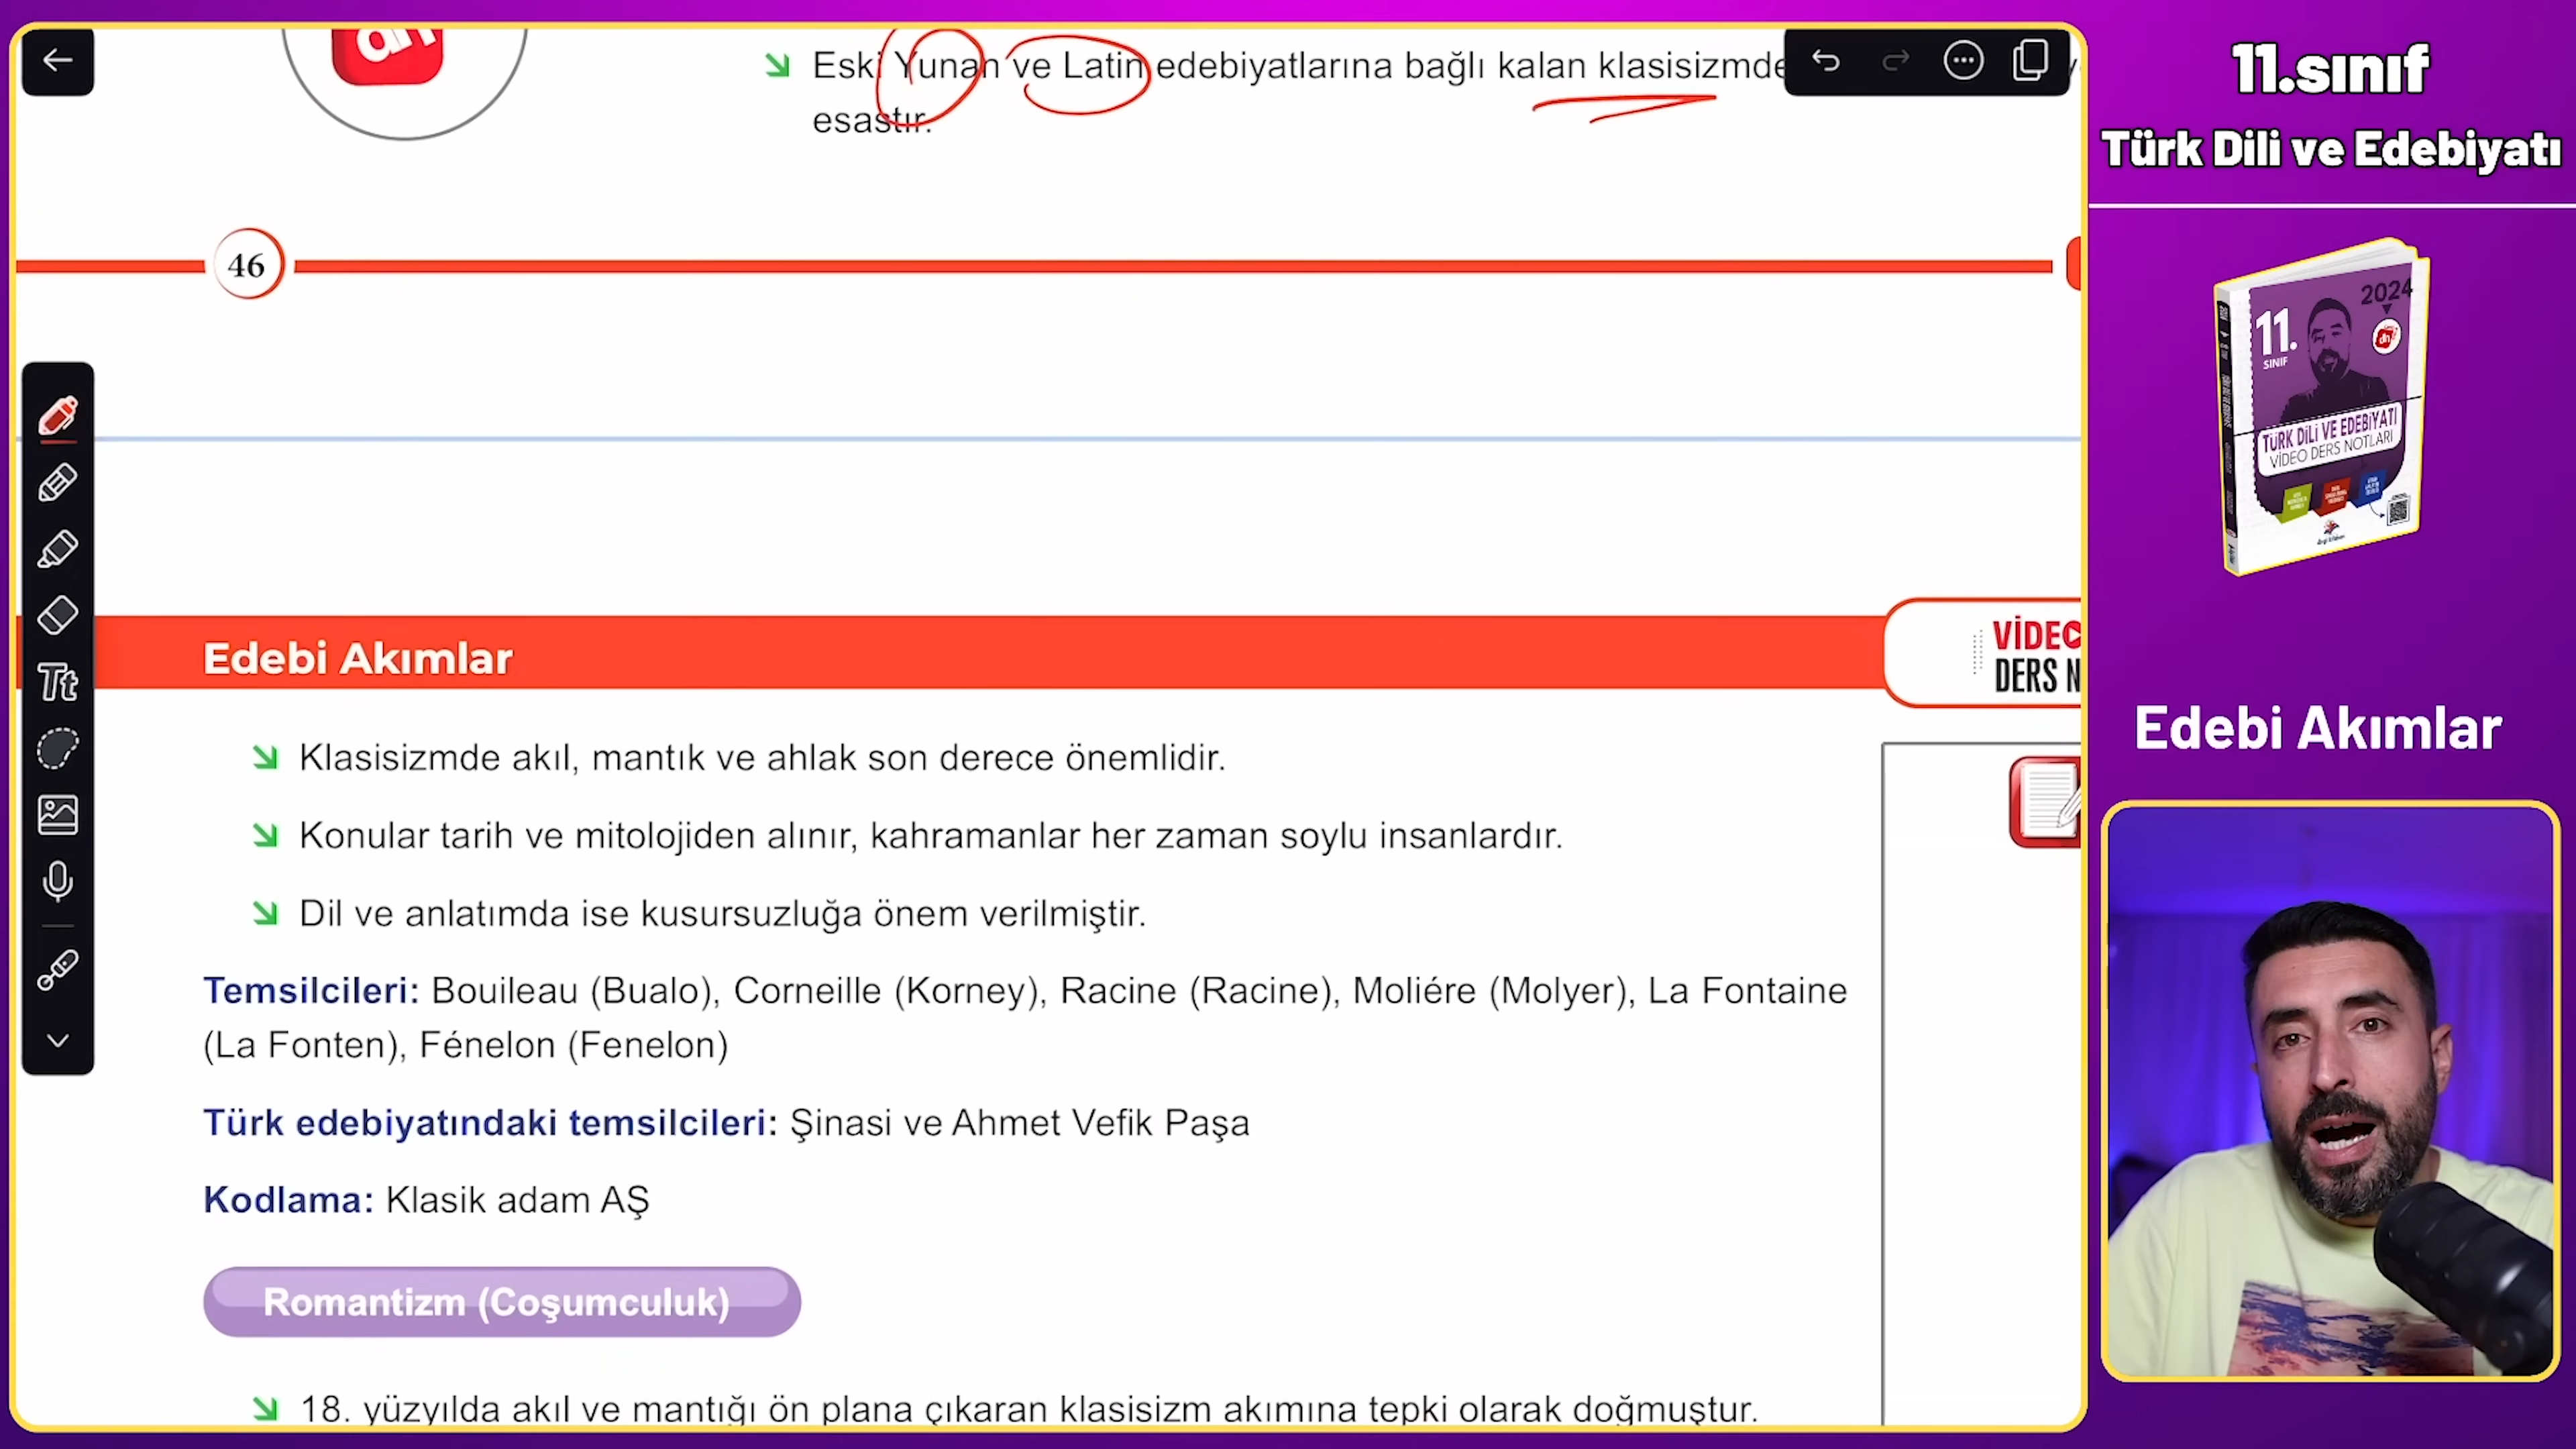 Eski Yunan ve Latin edebiyatlarına bağlı kalan klasisizmde
esastır.
46
Edebi Akımlar
VİDEO
DERS N
Klasisizmde akıl, mantık ve ahlak son derece önemlidir.
Konular tarih ve mitolojiden alınır, kahramanlar her zaman soylu insanlardır.
Dil ve anlatımda ise kusursuzluğa önem verilmiştir.
Temsilcileri: Bouileau (Bualo), Corneille (Korney), Racine (Racine), Moliére (Molyer), La Fontaine
(La Fonten), Fénelon (Fenelon)
Türk edebiyatındaki temsilcileri: Şinasi ve Ahmet Vefik Paşa
Kodlama: Klasik adam AŞ
Romantizm (Coşumculuk)
18. yüzyılda akıl ve mantığı ön plana çıkaran klasisizm akımına tepki olarak doğmuştur.
Tt
11.sınıf
Türk Dili ve Edebiyatı
2024
11.
SINIF
dh
TÜRK DİLİ VE EDEBİYATI
VİDEO DERS NOTLARI
Edebi Akımlar